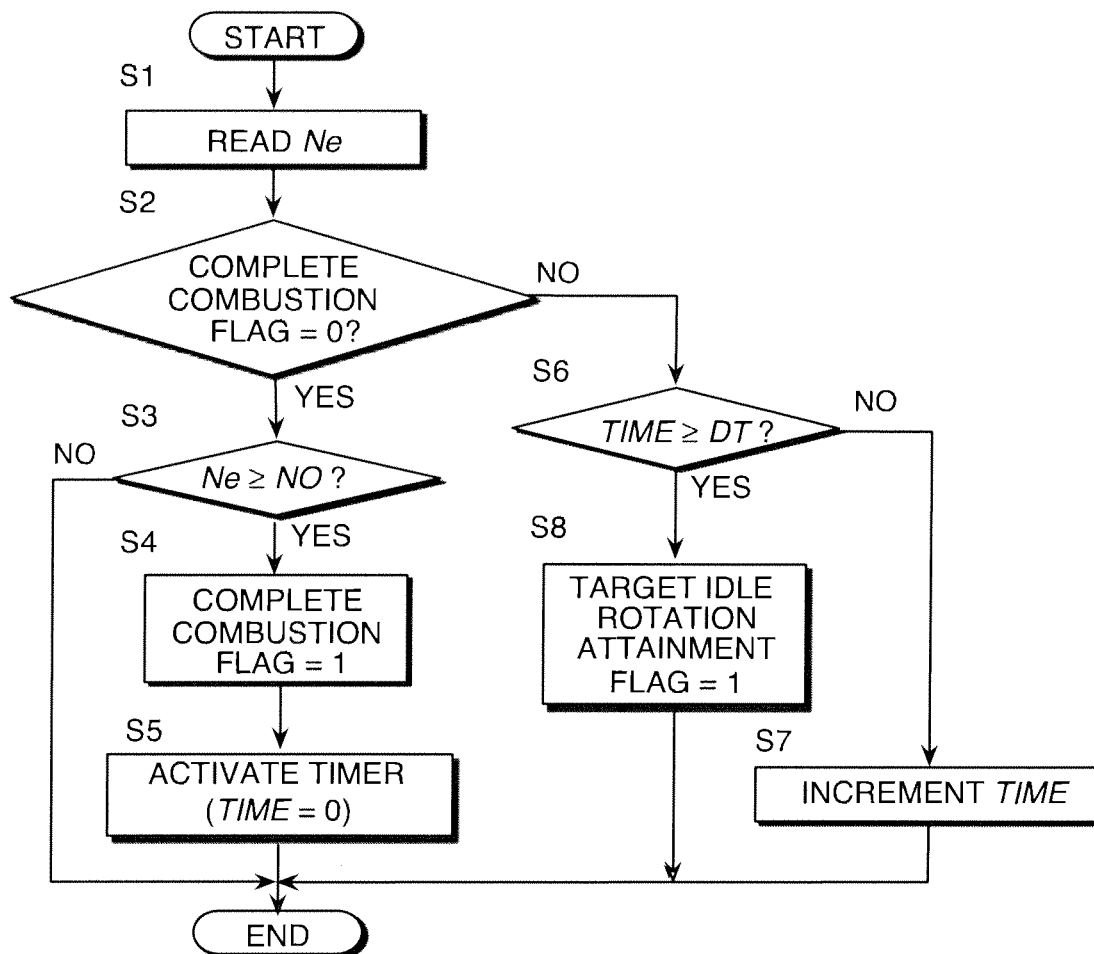 START
S1
READ Ne
S2
COMPLETE
COMBUSTION
FLAG = 0?
NO
YES
S3
NO
Ne ≥ NO ?
YES
S4
COMPLETE
COMBUSTION
FLAG = 1
S5
ACTIVATE TIMER
(TIME = 0)
S6
TIME ≥ DT ?
NO
YES
S8
TARGET IDLE
ROTATION
ATTAINMENT
FLAG = 1
S7
INCREMENT TIME
END